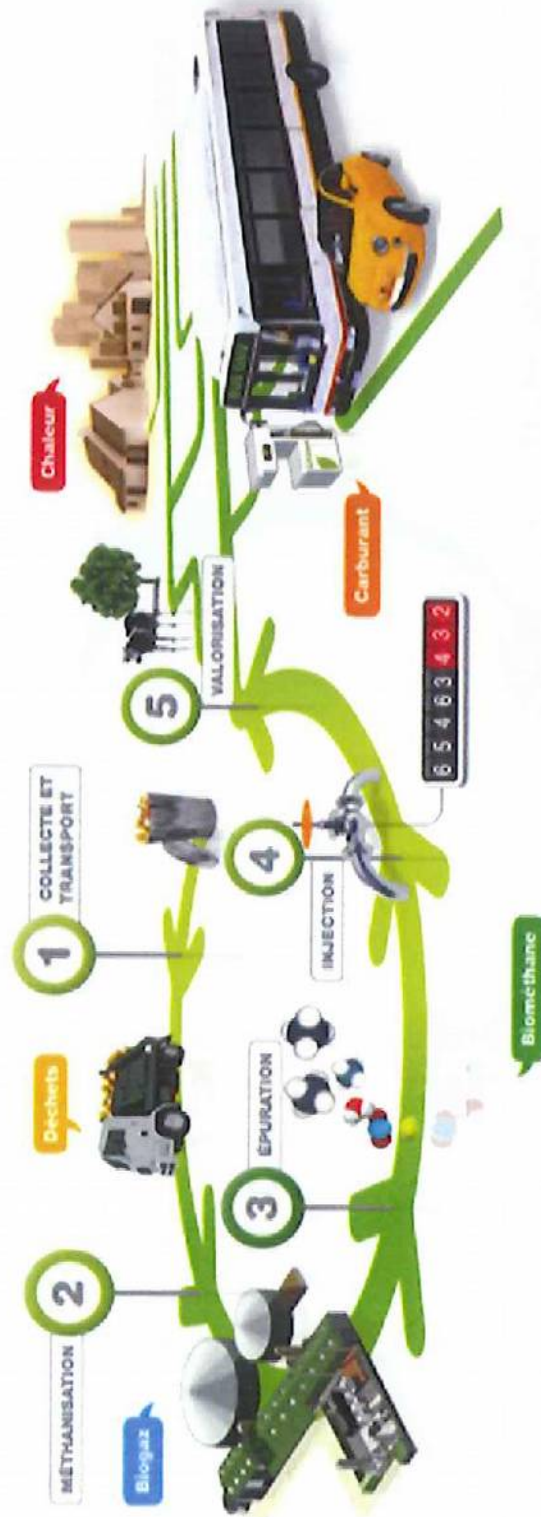 1
COLLECTE ET
TRANSPORT
Déchets
2
MÉTHANISATION
Biogaz
3
ÉPURATION
Biométhane
4
INJECTION
6 5 4 6 3 4 3 2
5
VALORISATION
Chaleur
Carburant